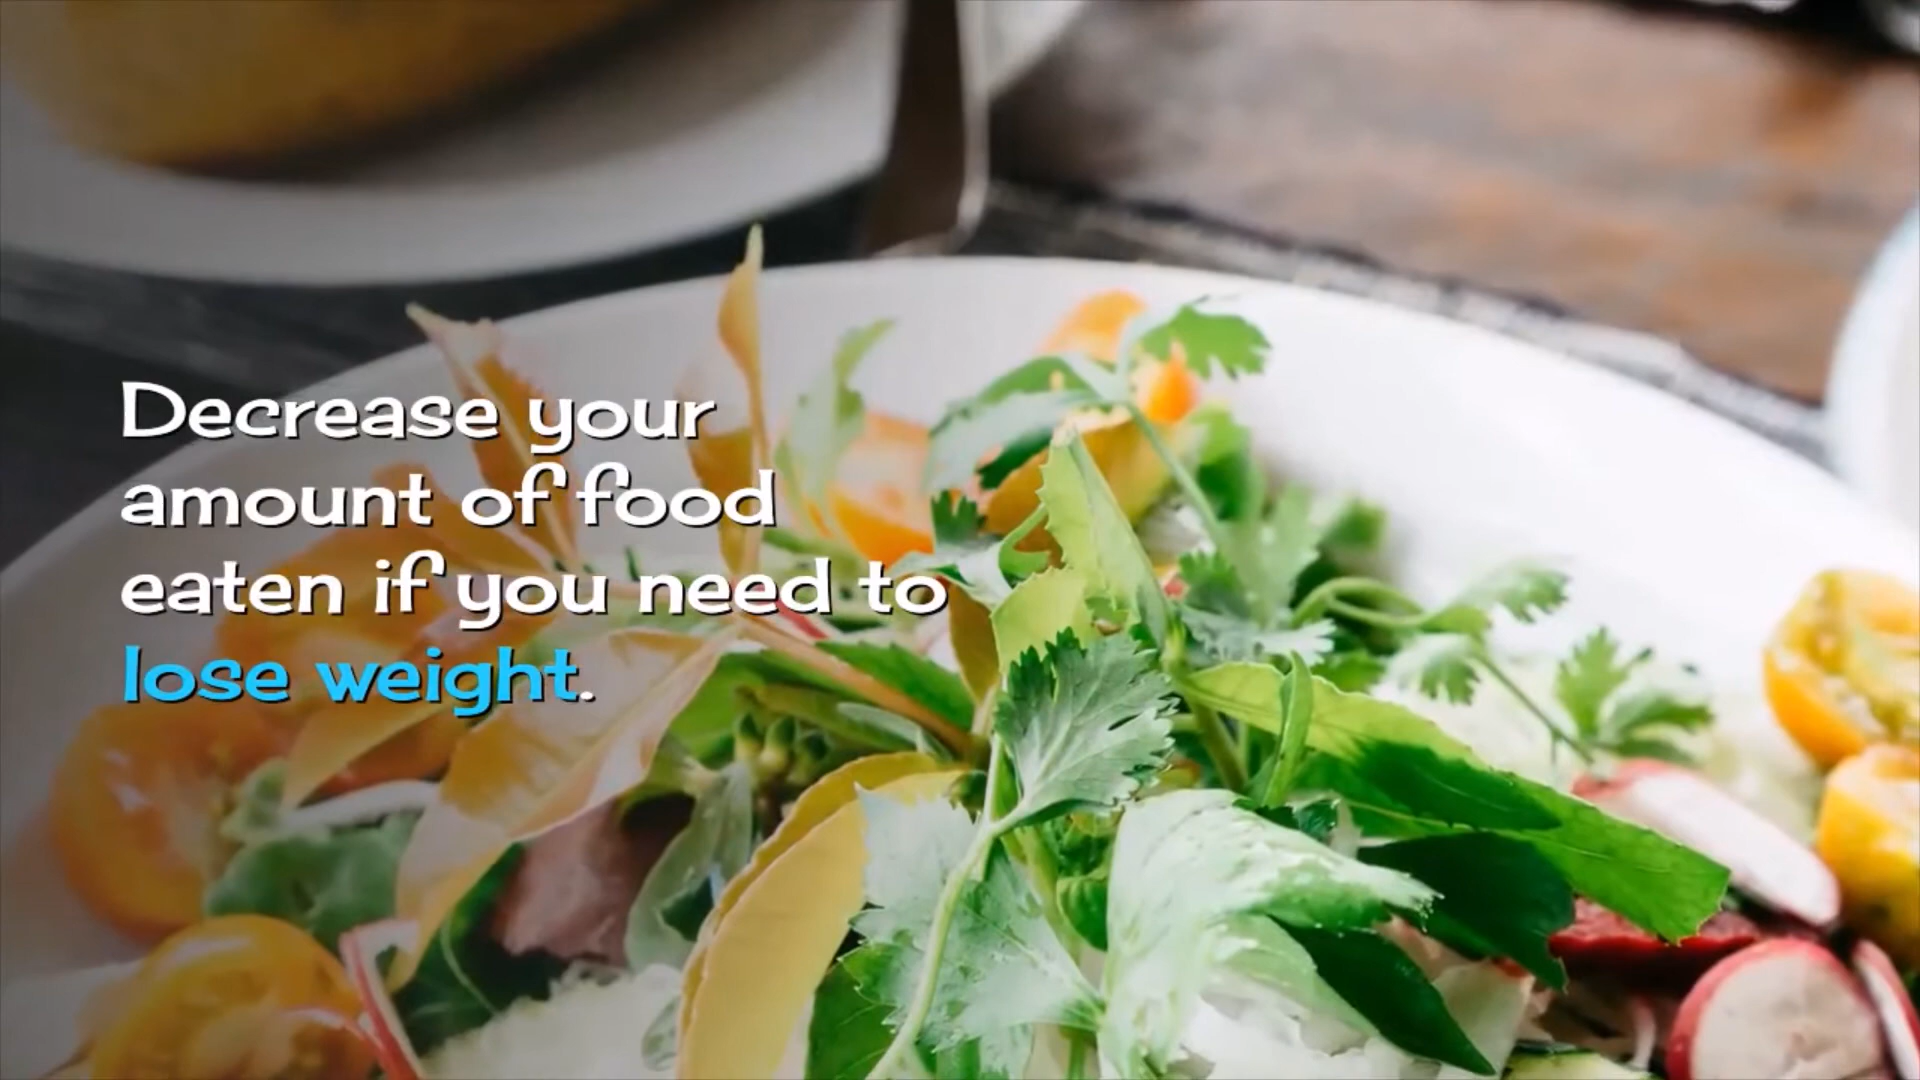 Decrease your
amount of food
eaten if you need to
lose weight.